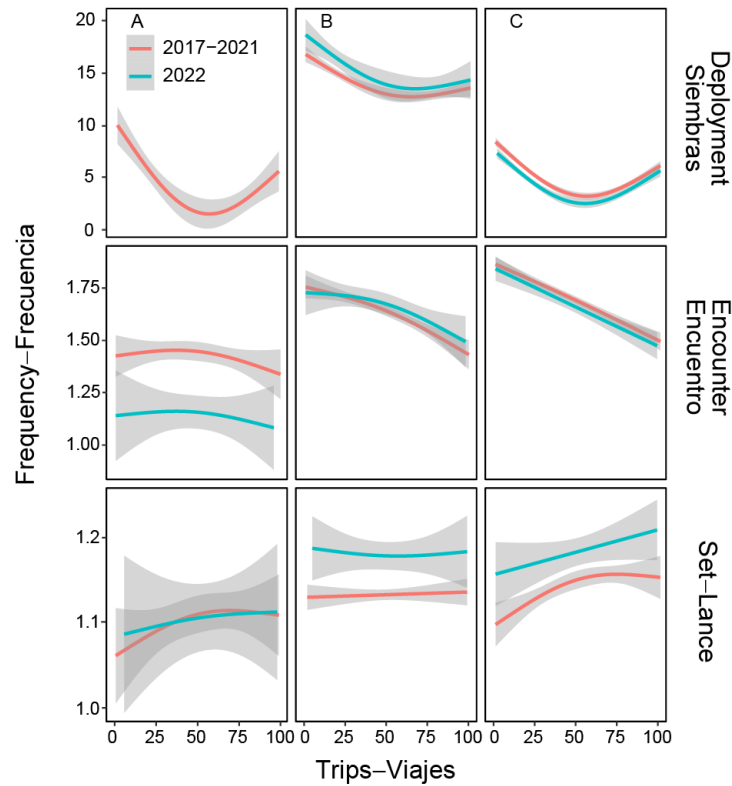 A
B
C
2017−2021
2022
20
15
10
5
0
Deployment
Siembras
1.75
1.50
1.25
1.00
Encounter
Encuentro
1.2
1.1
1.0
Set−Lance
Frequency−Frecuencia
0 25 50 75 100 0 25 50 75 100 0 25 50 75 100
Trips−Viajes